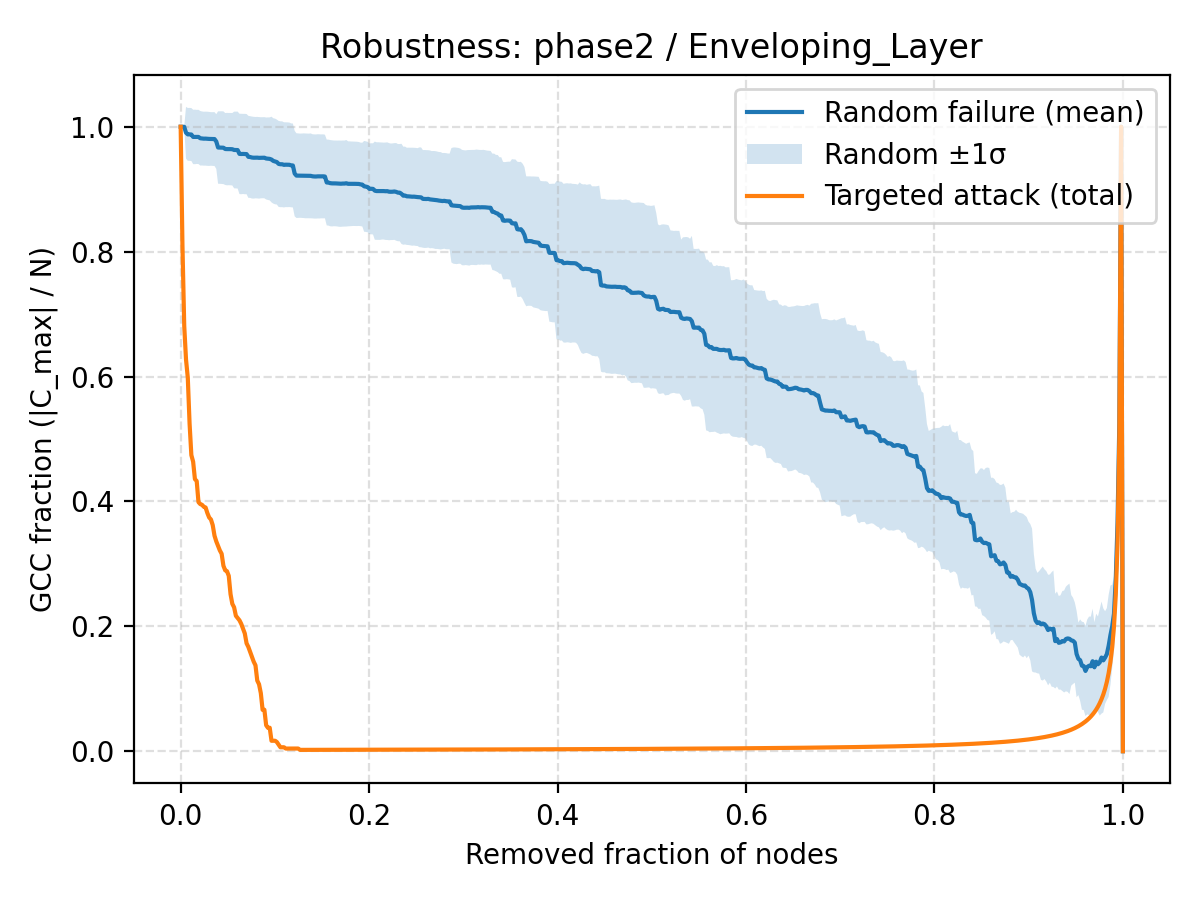 Robustness: phase2 / Enveloping_Layer
Random failure (mean)
Random ±1σ
Targeted attack (total)
GCC fraction (|C_max| / N)
1.0
0.8
0.6
0.4
0.2
0.0
0.0 0.2 0.4 0.6 0.8 1.0
Removed fraction of nodes